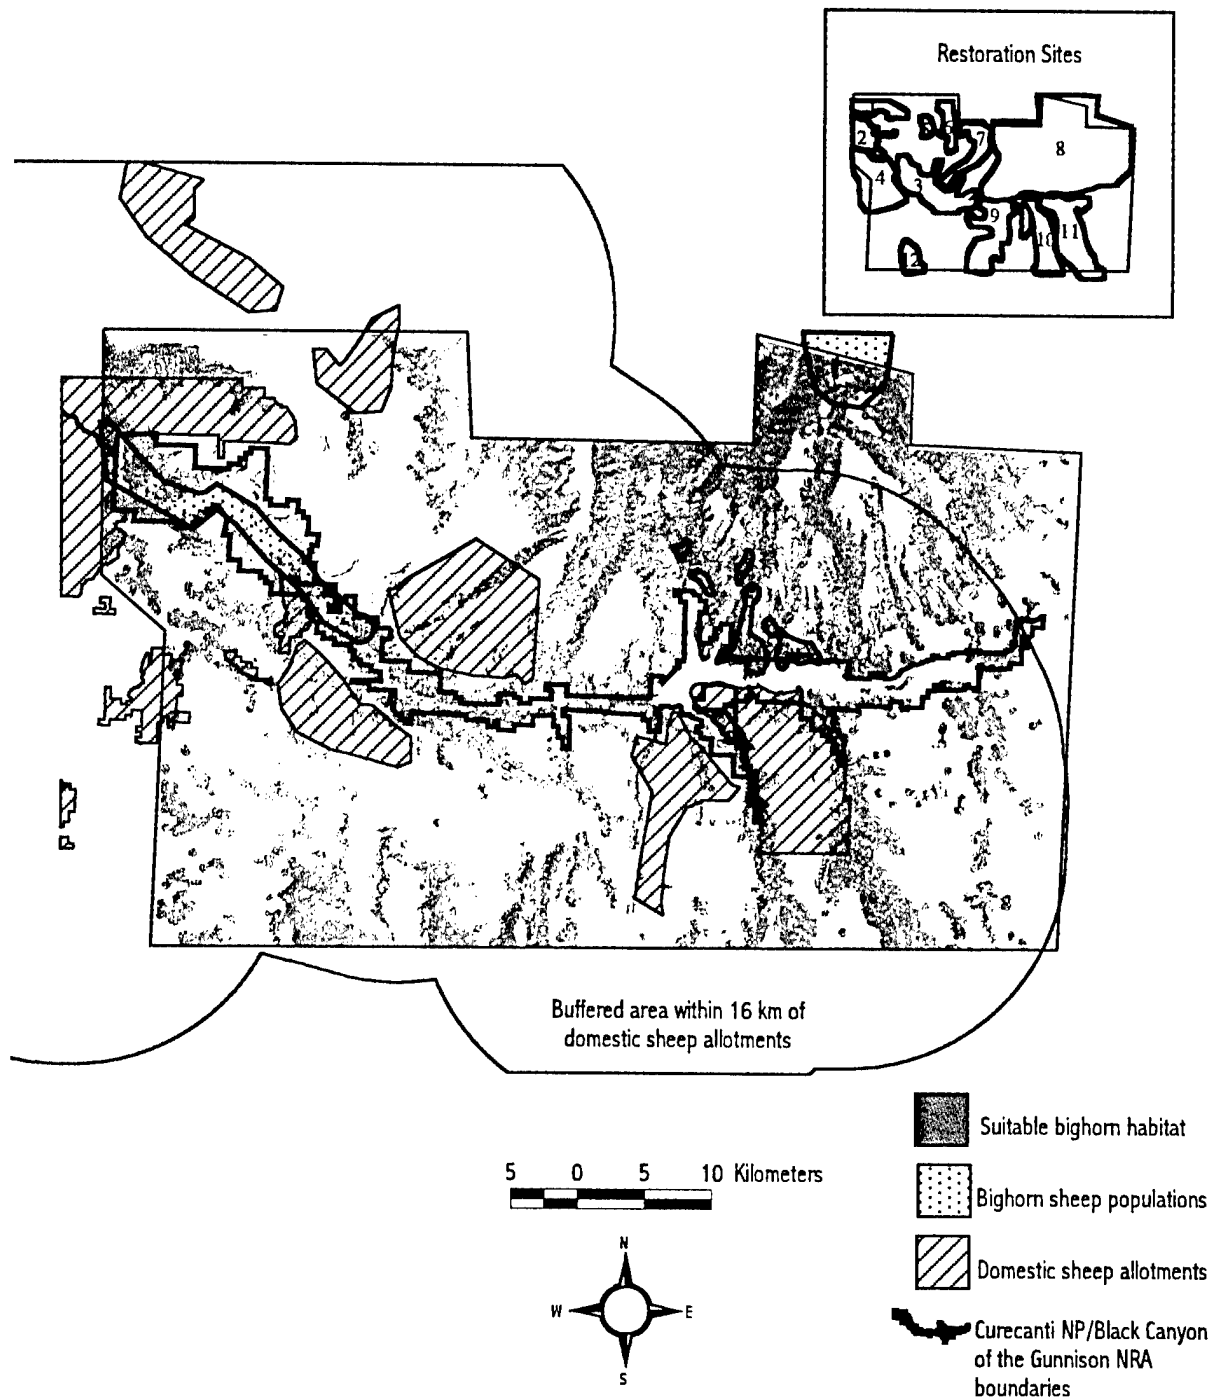 Restoration Sites
2
6
7
8
4
3
9
10
11
12
Buffered area within 16 km of
domestic sheep allotments
Suitable bighorn habitat
5 0 5 10 Kilometers
Bighorn sheep populations
N
W E
S
Domestic sheep allotments
Curecanti NP/Black Canyon
of the Gunnison NRA
boundaries